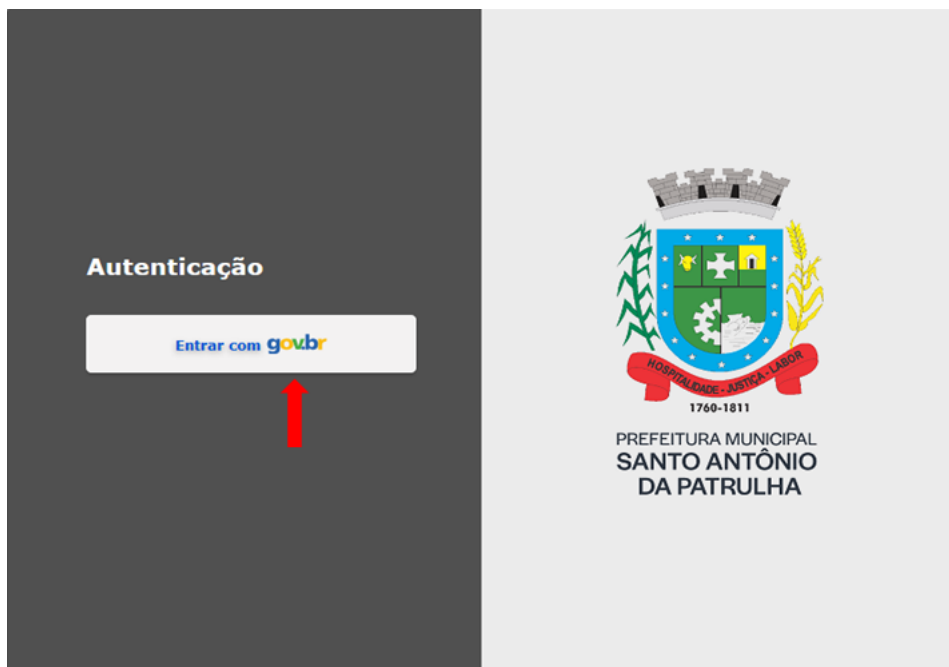 Autenticação
Entrar com gov.br
HOSPITALIDADE - JUSTIÇA - LABOR
1760-1811
PREFEITURA MUNICIPAL
SANTO ANTÔNIO
DA PATRULHA